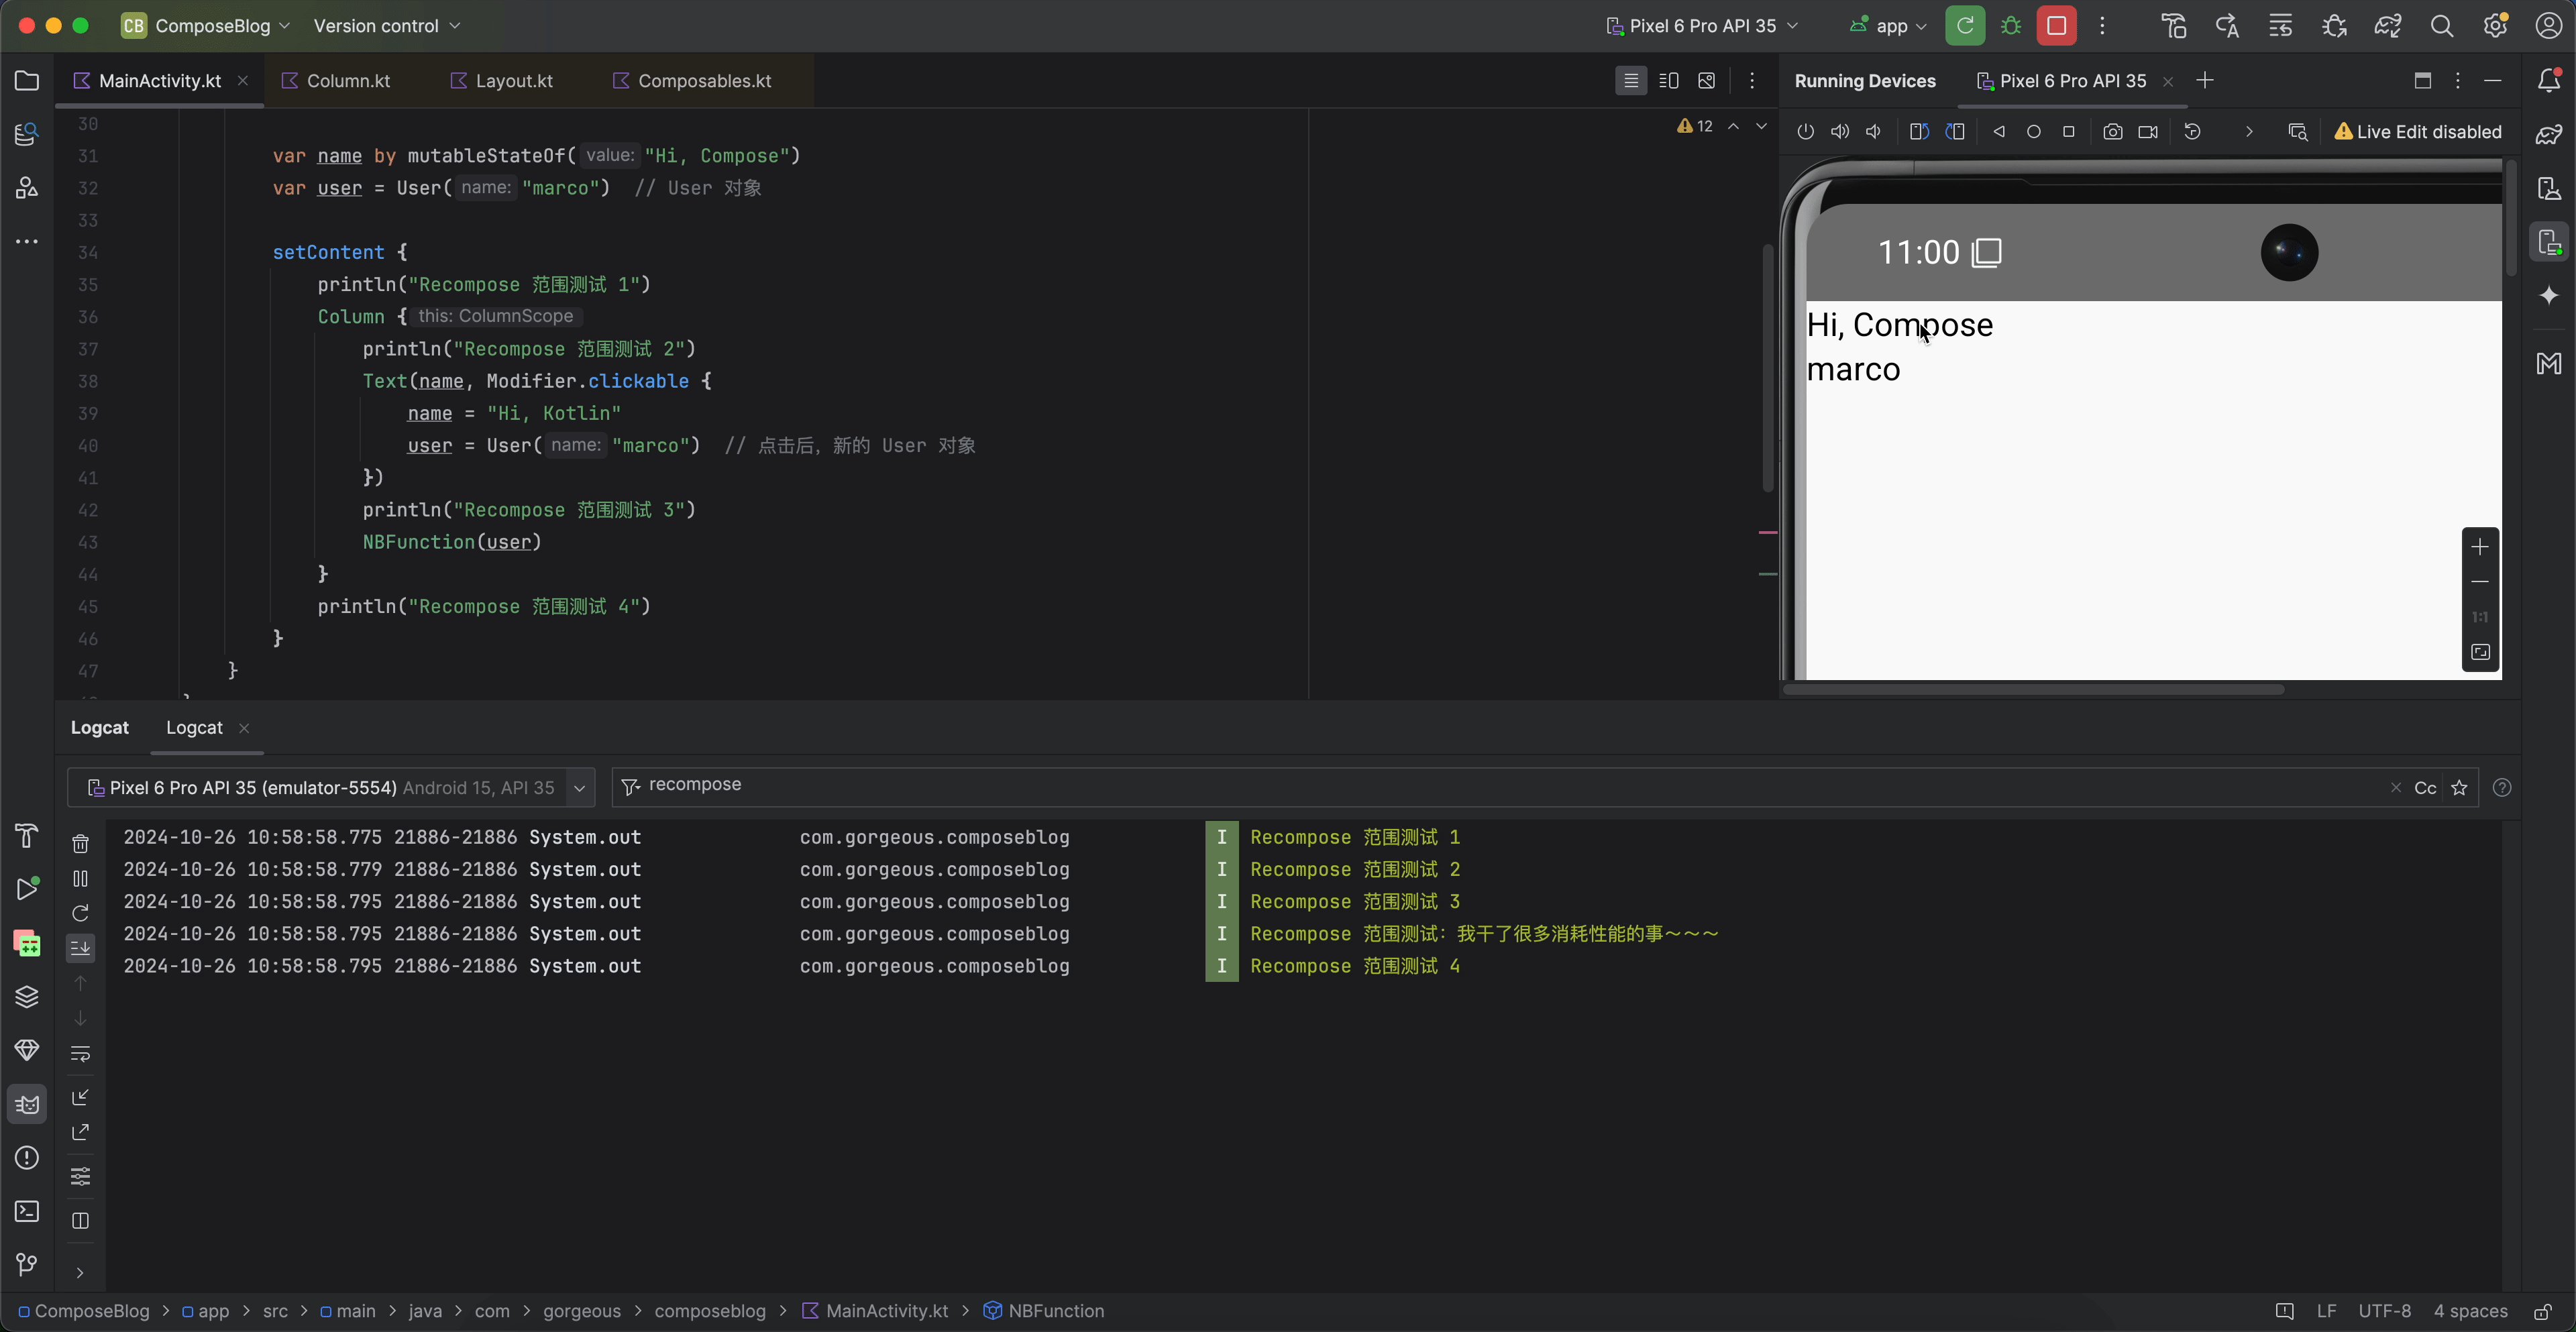 CB ComposeBlog Version control Pixel 6 Pro API 35 app
MainActivity.kt Column.kt Layout.kt Composables.kt Running Devices Pixel 6 Pro API 35
12 Live Edit disabled
30
31 var name by mutableStateOf( value: "Hi, Compose")
32 var user = User( name: "marco") // User 对象
33
34 setContent {
35 println("Recompose 范围测试 1")
36 Column { this: ColumnScope
37 println("Recompose 范围测试 2")
38 Text(name, Modifier.clickable {
39 name = "Hi, Kotlin"
40 user = User( name: "marco") // 点击后，新的 User 对象
41 })
42 println("Recompose 范围测试 3")
43 NBFunction(user)
44 }
45 println("Recompose 范围测试 4")
46 }
47 }
11:00
Hi, Compose
marco
1:1
Logcat Logcat
Pixel 6 Pro API 35 (emulator-5554) Android 15, API 35 recompose Cc
2024-10-26 10:58:58.775 21886-21886 System.out com.gorgeous.composeblog I Recompose 范围测试 1
2024-10-26 10:58:58.779 21886-21886 System.out com.gorgeous.composeblog I Recompose 范围测试 2
2024-10-26 10:58:58.795 21886-21886 System.out com.gorgeous.composeblog I Recompose 范围测试 3
2024-10-26 10:58:58.795 21886-21886 System.out com.gorgeous.composeblog I Recompose 范围测试：我干了很多消耗性能的事～～～
2024-10-26 10:58:58.795 21886-21886 System.out com.gorgeous.composeblog I Recompose 范围测试 4
ComposeBlog > app > src > main > java > com > gorgeous > composeblog > MainActivity.kt > NBFunction LF UTF-8 4 spaces